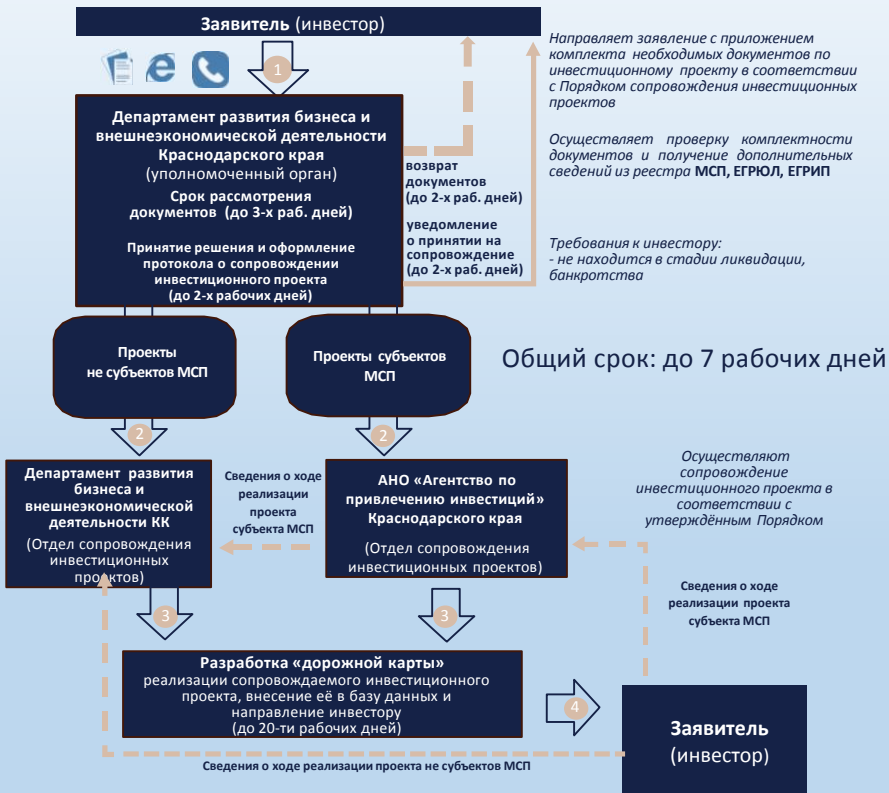 Заявитель (инвестор)
1
Направляет заявление с приложением
комплекта необходимых документов по
инвестиционному проекту в соответствии
с Порядком сопровождения инвестиционных
проектов
Департамент развития бизнеса и
внешнеэкономической деятельности
Краснодарского края
(уполномоченный орган)
Срок рассмотрения
документов (до 3-х раб. дней)
Принятие решения и оформление
протокола о сопровождении
инвестиционного проекта
(до 2-х рабочих дней)
возврат
документов
(до 2-х раб. дней)
уведомление
о принятии на
сопровождение
(до 2-х раб. дней)
Осуществляет проверку комплектности
документов и получение дополнительных
сведений из реестра МСП, ЕГРЮЛ, ЕГРИП
Требования к инвестору:
- не находится в стадии ликвидации,
банкротства
Проекты
не субъектов МСП
Проекты субъектов
МСП
Общий срок: до 7 рабочих дней
2
2
Департамент развития
бизнеса и
внешнеэкономической
деятельности КК
(Отдел сопровождения
инвестиционных
проектов)
Сведения о ходе
реализации
проекта
субъекта МСП
АНО «Агентство по
привлечению инвестиций»
Краснодарского края
(Отдел сопровождения
инвестиционных проектов)
Осуществляют
сопровождение
инвестиционного проекта в
соответствии с
утверждённым Порядком
Сведения о ходе
реализации проекта
субъекта МСП
3
3
Разработка «дорожной карты»
реализации сопровождаемого инвестиционного
проекта, внесение её в базу данных и
направление инвестору
(до 20-ти рабочих дней)
4
Заявитель
(инвестор)
Сведения о ходе реализации проекта не субъектов МСП